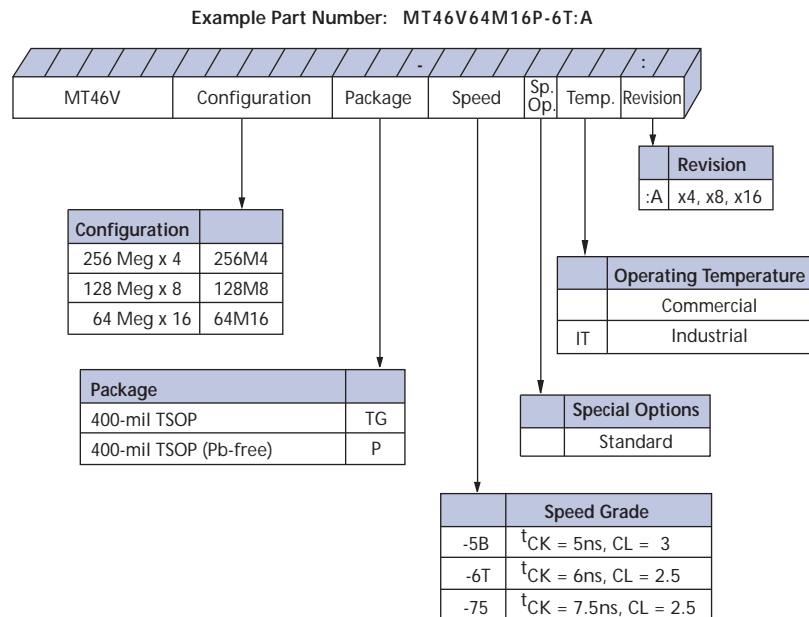 Example Part Number: MT46V64M16P-6T:A
- :
MT46V Configuration Package Speed Sp. Op. Temp. Revision
Revision
:A x4, x8, x16
Configuration
256 Meg x 4 256M4
128 Meg x 8 128M8
64 Meg x 16 64M16
Operating Temperature
Commercial
IT Industrial
Package
400-mil TSOP TG
400-mil TSOP (Pb-free) P
Special Options
Standard
Speed Grade
-5B tCK = 5ns, CL = 3
-6T tCK = 6ns, CL = 2.5
-75 tCK = 7.5ns, CL = 2.5